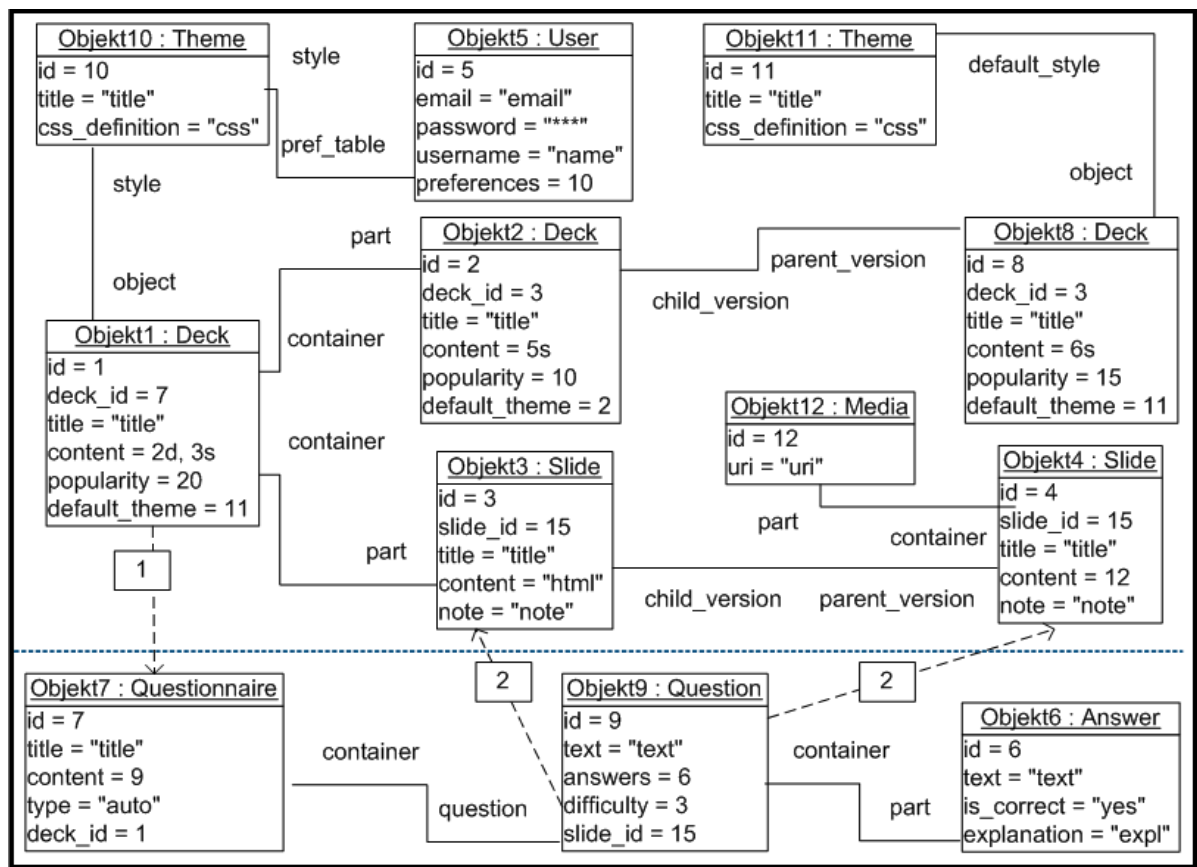 Objekt10 : Theme
id = 10
title = "title"
css_definition = "css"
style
pref_table
Objekt5 : User
id = 5
email = "email"
password = "***"
username = "name"
preferences = 10
Objekt11 : Theme
id = 11
title = "title"
css_definition = "css"
default_style
object
style
object
part
container
Objekt2 : Deck
id = 2
deck_id = 3
title = "title"
content = 5s
popularity = 10
default_theme = 2
parent_version
child_version
Objekt8 : Deck
id = 8
deck_id = 3
title = "title"
content = 6s
popularity = 15
default_theme = 11
Objekt1 : Deck
id = 1
deck_id = 7
title = "title"
content = 2d, 3s
popularity = 20
default_theme = 11
container
part
Objekt3 : Slide
id = 3
slide_id = 15
title = "title"
content = "html"
note = "note"
Objekt12 : Media
id = 12
uri = "uri"
part
container
Objekt4 : Slide
id = 4
slide_id = 15
title = "title"
content = 12
note = "note"
child_version
parent_version
1
2
2
Objekt7 : Questionnaire
id = 7
title = "title"
content = 9
type = "auto"
deck_id = 1
container
question
Objekt9 : Question
id = 9
text = "text"
answers = 6
difficulty = 3
slide_id = 15
container
part
Objekt6 : Answer
id = 6
text = "text"
is_correct = "yes"
explanation = "expl"